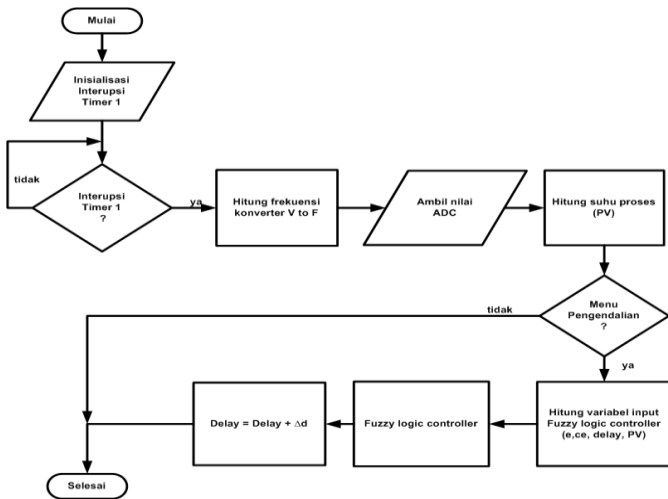 Mulai
Inisialisasi
Interupsi
Timer 1
tidak
Interupsi
Timer 1
?
ya
Hitung frekuensi
konverter V to F
Ambil nilai
ADC
Hitung suhu proses
(PV)
Menu
Pengendalian
?
tidak
ya
Hitung variabel input
Fuzzy logic controller
(e,ce, delay, PV)
Fuzzy logic controller
Delay = Delay + Δd
Selesai